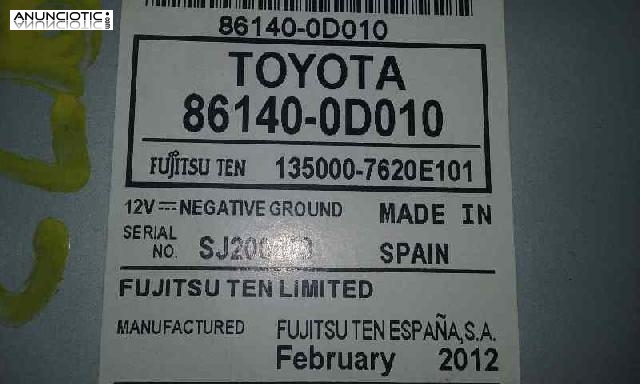 ANUNCIOTIC.es
86140-0D010
TOYOTA
86140-0D010
FUJITSU TEN 135000-7620E101
12V⎓NEGATIVE GROUND MADE IN
SERIAL
NO. SPAIN
FUJITSU TEN LIMITED
MANUFACTURED FUJITSU TEN ESPAÑA,S.A.
February 2012